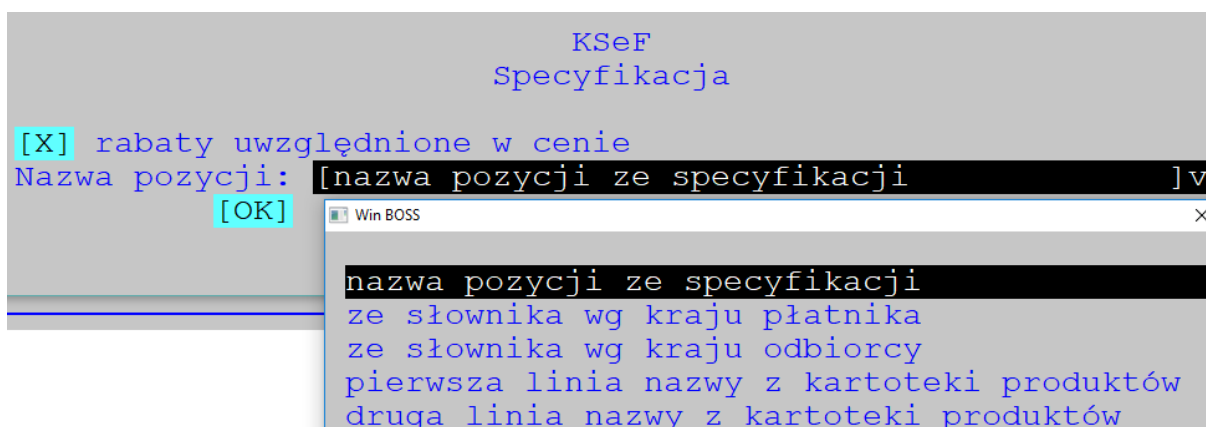 KSeF
Specyfikacja
[X] rabaty uwzględnione w cenie
Nazwa pozycji: [nazwa pozycji ze specyfikacji ]v
[OK]
Win BOSS
nazwa pozycji ze specyfikacji
ze słownika wg kraju płatnika
ze słownika wg kraju odbiorcy
pierwsza linia nazwy z kartoteki produktów
druga linia nazwy z kartoteki produktów